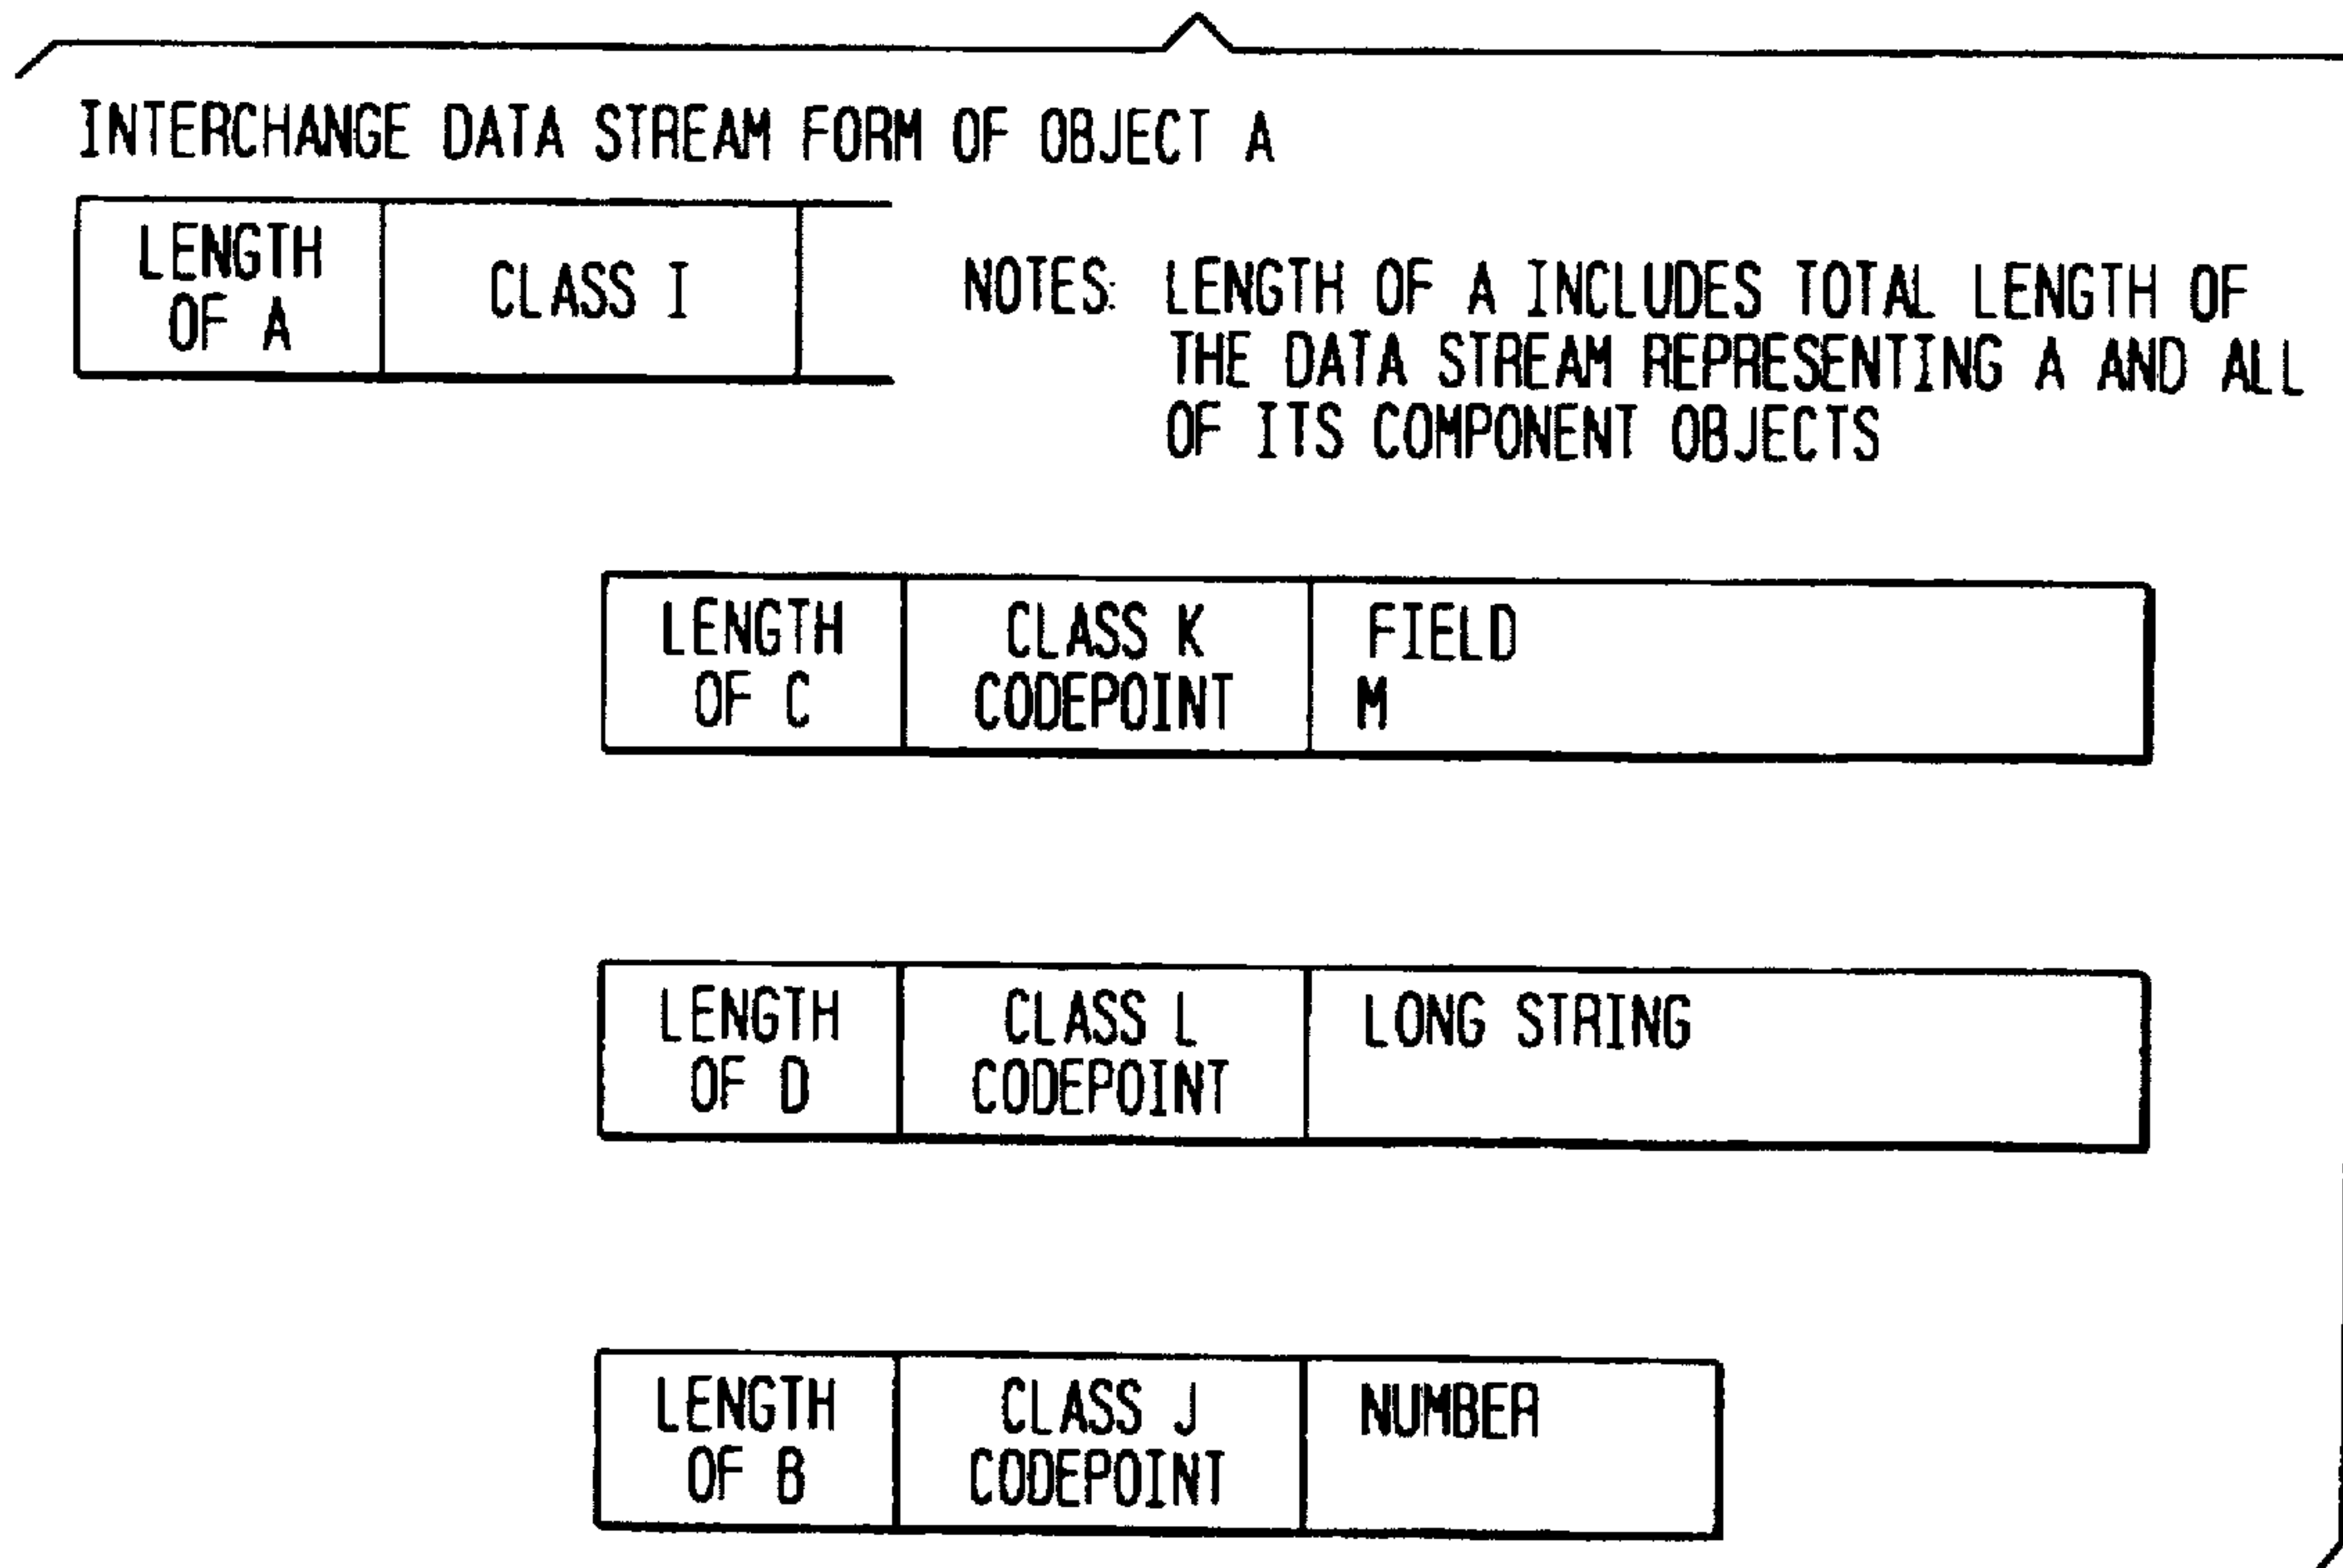 INTERCHANGE DATA STREAM FORM OF OBJECT A
LENGTH
OF A
CLASS I
NOTES: LENGTH OF A INCLUDES TOTAL LENGTH OF
THE DATA STREAM REPRESENTING A AND ALL
OF ITS COMPONENT OBJECTS
LENGTH
OF C
CLASS K
CODEPOINT
FIELD
M
LENGTH
OF D
CLASS L
CODEPOINT
LONG STRING
LENGTH
OF B
CLASS J
CODEPOINT
NUMBER